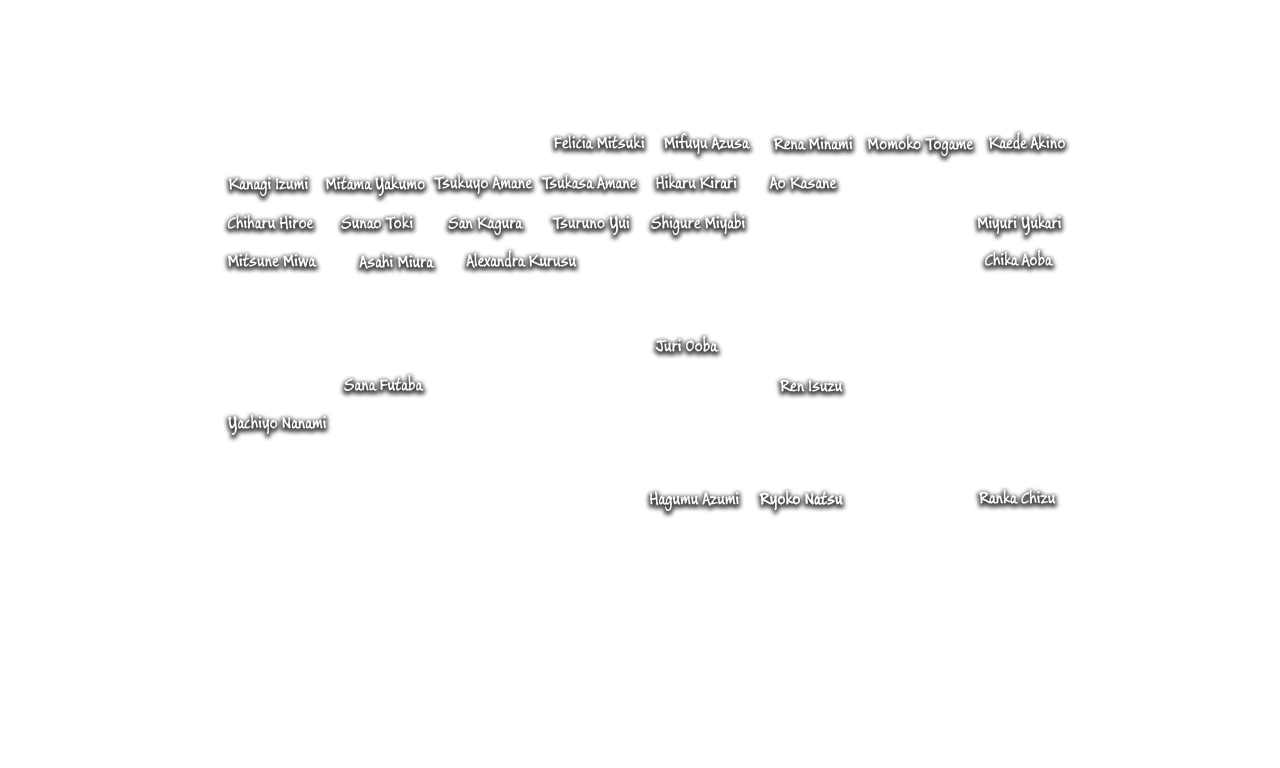 Felicia Mitsuki Mifuyu Azusa Rena Minami Momoko Togame Kaede Akino
Kanagi Izumi Mitama Yakumo Tsukuyo Amane Tsukasa Amane Hikaru Kirari Ao Kasane
Chiharu Hiroe Sunao Toki San Kagura Tsuruno Yui Shigure Miyabi Miyuri Yukari
Mitsune Miwa Asahi Miura Alexandra Kurusu Chika Aoba
Juri Ooba
Sana Futaba Ren Isuzu
Yachiyo Nanami
Hagumu Azumi Ryoko Natsu Ranka Chizu